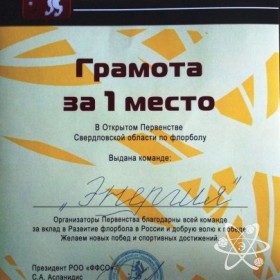 Грамота
за 1 место
В Открытом Первенстве
Свердловской области по флорболу
Выдана команде:
„Энергия"
Организаторы Первенства благодарны всей команде
за вклад в Развитие флорбола в России и добрую волю к победе.
Желаем новых побед и спортивных достижений.
Президент РОО «ФФСО»
С.А. Асланидис